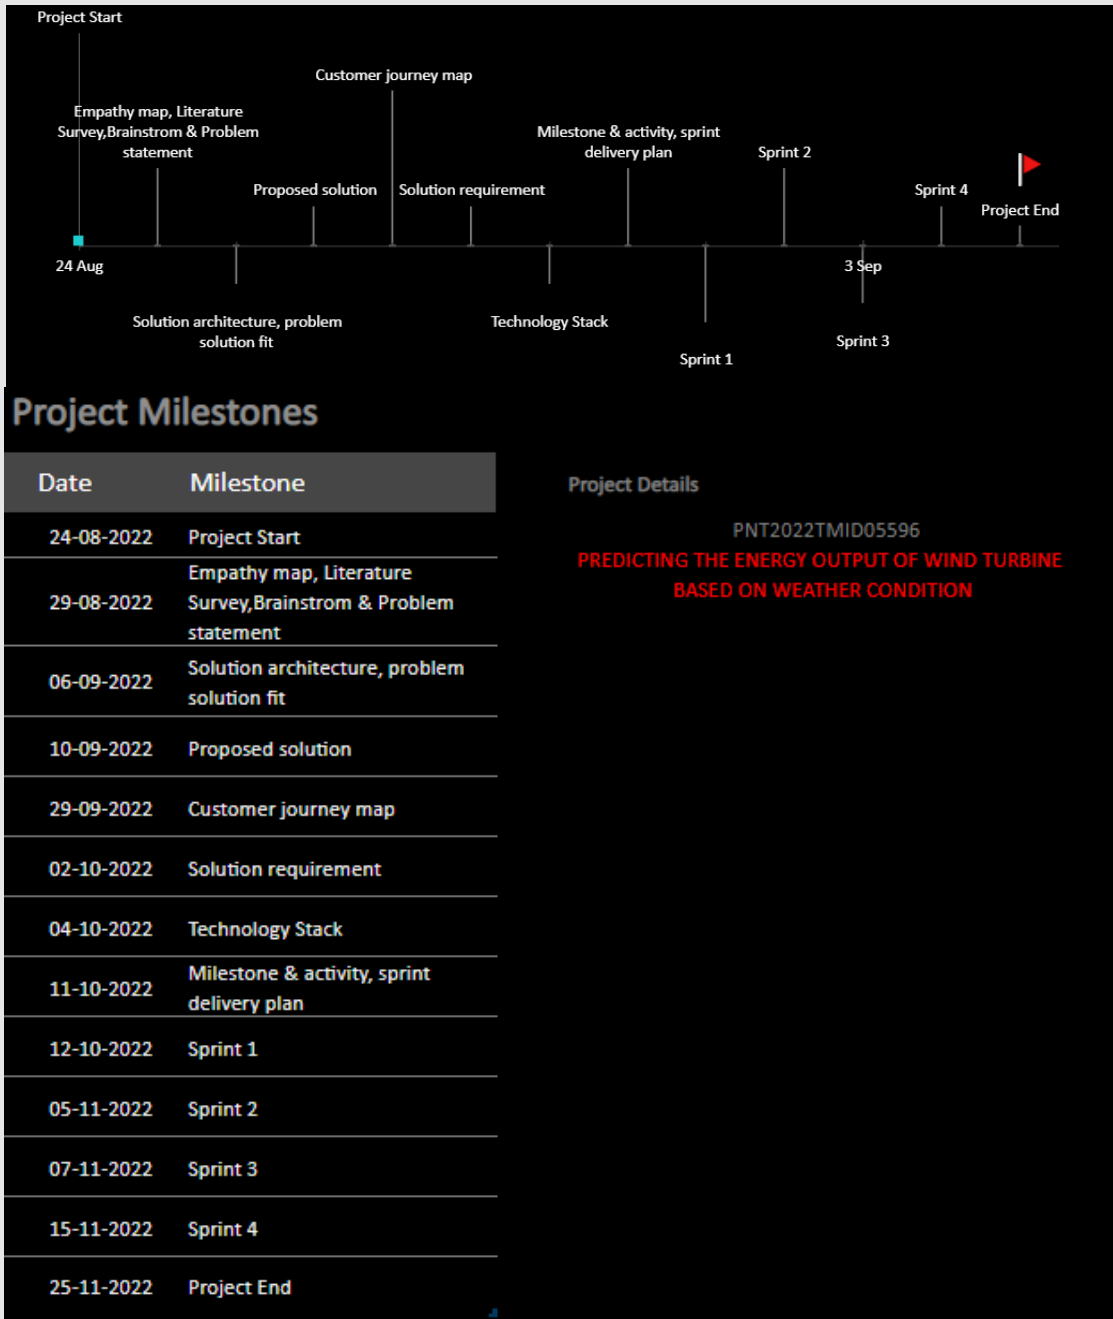 Project Start
Customer journey map
Empathy map, Literature
Survey,Brainstrom & Problem
statement
Milestone & activity, sprint
delivery plan
Sprint 2
Proposed solution
Solution requirement
Sprint 4
Project End
24 Aug
3 Sep
Solution architecture, problem
solution fit
Technology Stack
Sprint 1
Sprint 3
Project Milestones
Date Milestone
Project Details
24-08-2022 Project Start
PNT2022TMID05596
PREDICTING THE ENERGY OUTPUT OF WIND TURBINE
BASED ON WEATHER CONDITION
29-08-2022 Empathy map, Literature
Survey,Brainstrom & Problem
statement
06-09-2022 Solution architecture, problem
solution fit
10-09-2022 Proposed solution
29-09-2022 Customer journey map
02-10-2022 Solution requirement
04-10-2022 Technology Stack
11-10-2022 Milestone & activity, sprint
delivery plan
12-10-2022 Sprint 1
05-11-2022 Sprint 2
07-11-2022 Sprint 3
15-11-2022 Sprint 4
25-11-2022 Project End